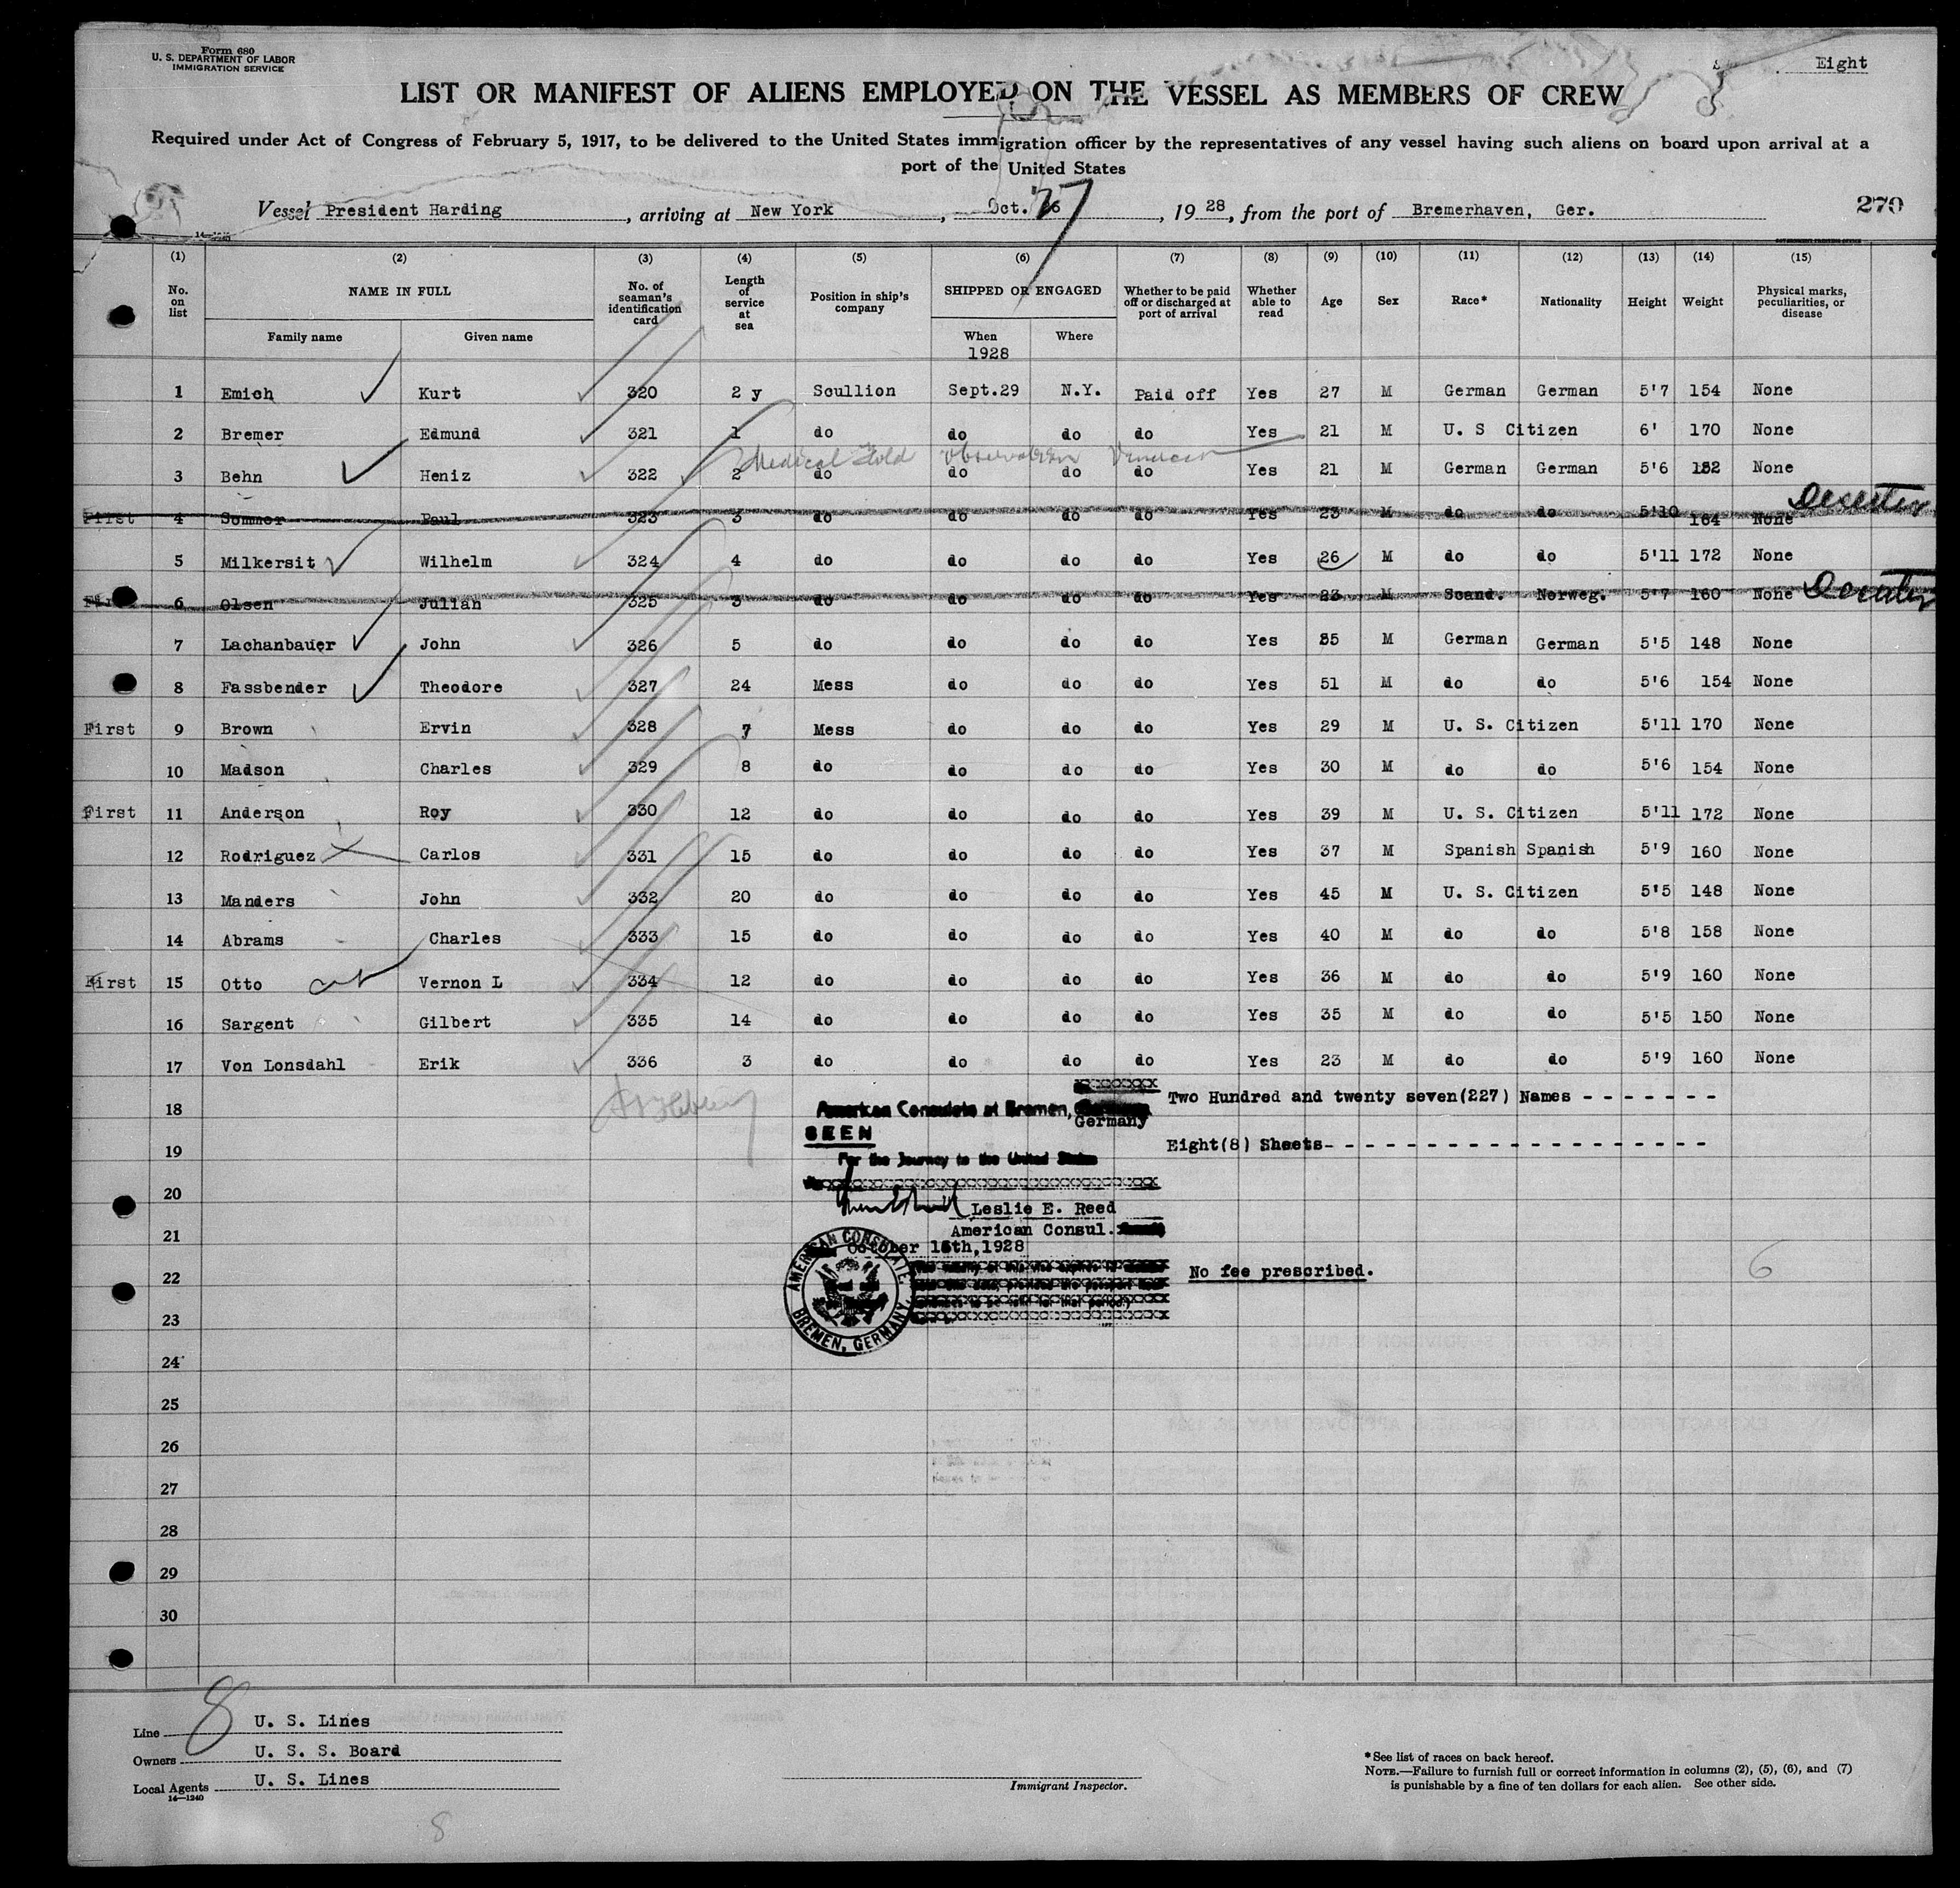 Form 680
U. S. DEPARTMENT OF LABOR
IMMIGRATION SERVICE
Eight
LIST OR MANIFEST OF ALIENS EMPLOYED ON THE VESSEL AS MEMBERS OF CREW
Required under Act of Congress of February 5, 1917, to be delivered to the United States immigration officer by the representatives of any vessel having such aliens on board upon arrival at a
port of the United States
Vessel President Harding, arriving at New York, Oct. 27, 1928, from the port of Bremerhaven, Ger.
270
(1) (2) (3) (4) (5) (6) (7) (8) (9) (10) (11) (12) (13) (14) (15)
No. on list NAME IN FULL No. of seaman's identification card Length of service at sea Position in ship's company SHIPPED OR ENGAGED Whether to be paid off or discharged at port of arrival Whether able to read Age Sex Race* Nationality Height Weight Physical marks, peculiarities, or disease
Family name Given name When Where
1928
1 Emich Kurt 320 2 y Scullion Sept.29 N.Y. Paid off Yes 27 M German German 5'7 154 None
2 Bremer Edmund 321 1 do do do do Yes 21 M U. S Citizen 6' 170 None
Medical Hold observation
3 Behn Heniz 322 2 do do do do Yes 21 M German German 5'6 152 None
First 4 Sommer Paul 323 3 do do do do Yes 23 M do do 5'10 164 None
5 Milkersit Wilhelm 324 4 do do do do Yes 26 M do do 5'11 172 None
First 6 Olsen Julian 325 3 do do do do Yes 23 M Scand. Norweg. 5'7 160 None
7 Lachanbauer John 326 5 do do do do Yes 35 M German German 5'5 148 None
8 Fassbender Theodore 327 24 Mess do do do Yes 51 M do do 5'6 154 None
First 9 Brown Ervin 328 7 Mess do do do Yes 29 M U. S. Citizen 5'11 170 None
10 Madson Charles 329 8 do do do do Yes 30 M do do 5'6 154 None
First 11 Anderson Roy 330 12 do do do do Yes 39 M U. S. Citizen 5'11 172 None
12 Rodriguez Carlos 331 15 do do do do Yes 37 M Spanish Spanish 5'9 160 None
13 Manders John 332 20 do do do do Yes 45 M U. S. Citizen 5'5 148 None
14 Abrams Charles 333 15 do do do do Yes 40 M do do 5'8 158 None
First 15 Otto Vernon L 334 12 do do do do Yes 36 M do do 5'9 160 None
16 Sargent Gilbert 335 14 do do do do Yes 35 M do do 5'5 150 None
17 Von Lonsdahl Erik 336 3 do do do do Yes 23 M do do 5'9 160 None
18
19
20
21
22
23
24
25
26
27
28
29
30
Two Hundred and twenty seven(227) Names - - - - - - -
American Consulate at Bremen,
Germany
SEEN
Eight(8) Sheets- - - - - - - - - - - - - - - - - -
For the Journey to the United States
Leslie E. Reed
American Consul.
October 16th,1928
No fee prescribed.
AMERICAN CONSULATE.
BREMEN, GERMANY.
6
8
Line U. S. Lines
Owners U. S. S. Board
Local Agents U. S. Lines
14—1240
Immigrant Inspector.
*See list of races on back hereof.
NOTE.—Failure to furnish full or correct information in columns (2), (5), (6), and (7)
is punishable by a fine of ten dollars for each alien. See other side.
8